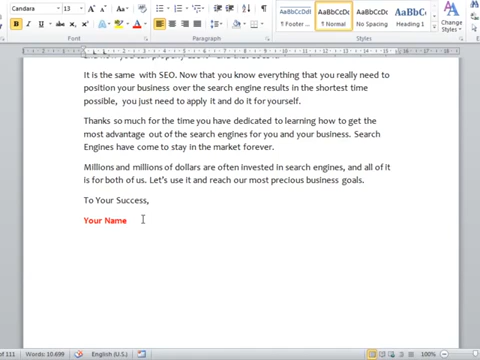 Candara 13
AaBbCcDdI AaBbCcDc AaBbCcDc AaBbCc
¶ Footer ¶ Normal No Spacing Heading 1
Change Styles
Font Paragraph Styles
It is the same with SEO. Now that you know everything that you really need to
position your business over the search engine results in the shortest time
possible, you just need to apply it and do it for yourself.
Thanks so much for the time you have dedicated to learning how to get the
most advantage out of the search engines for you and your business. Search
Engines have come to stay in the market forever.
Millions and millions of dollars are often invested in search engines, and all of it
is for both of us. Let's use it and reach our most precious business goals.
To Your Success,
Your Name
of 111 Words: 10.699 English (U.S.) 100%